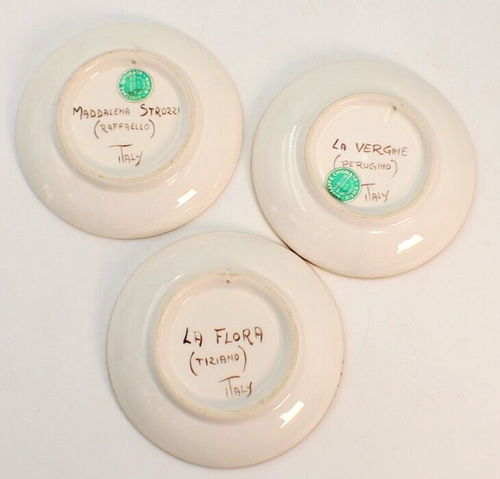 MADDALENA STROZZI
(RAFFAELLO)
ITALY
LA VERGINE
(PERUGINO)
ITALY
LA FLORA
(TIZIANO)
ITALY